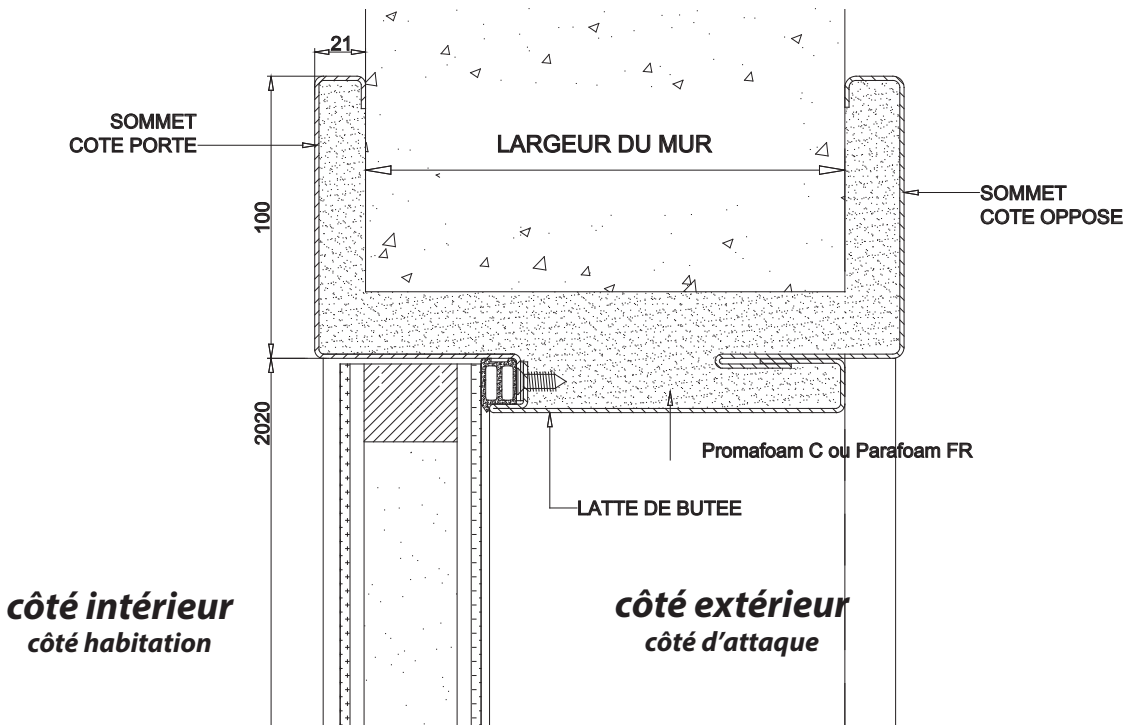 21
SOMMET
COTE PORTE
LARGEUR DU MUR
SOMMET
COTE OPPOSE
100
2020
Promafoam C ou Parafoam FR
LATTE DE BUTEE
côté intérieur
côté habitation
côté extérieur
côté d’attaque